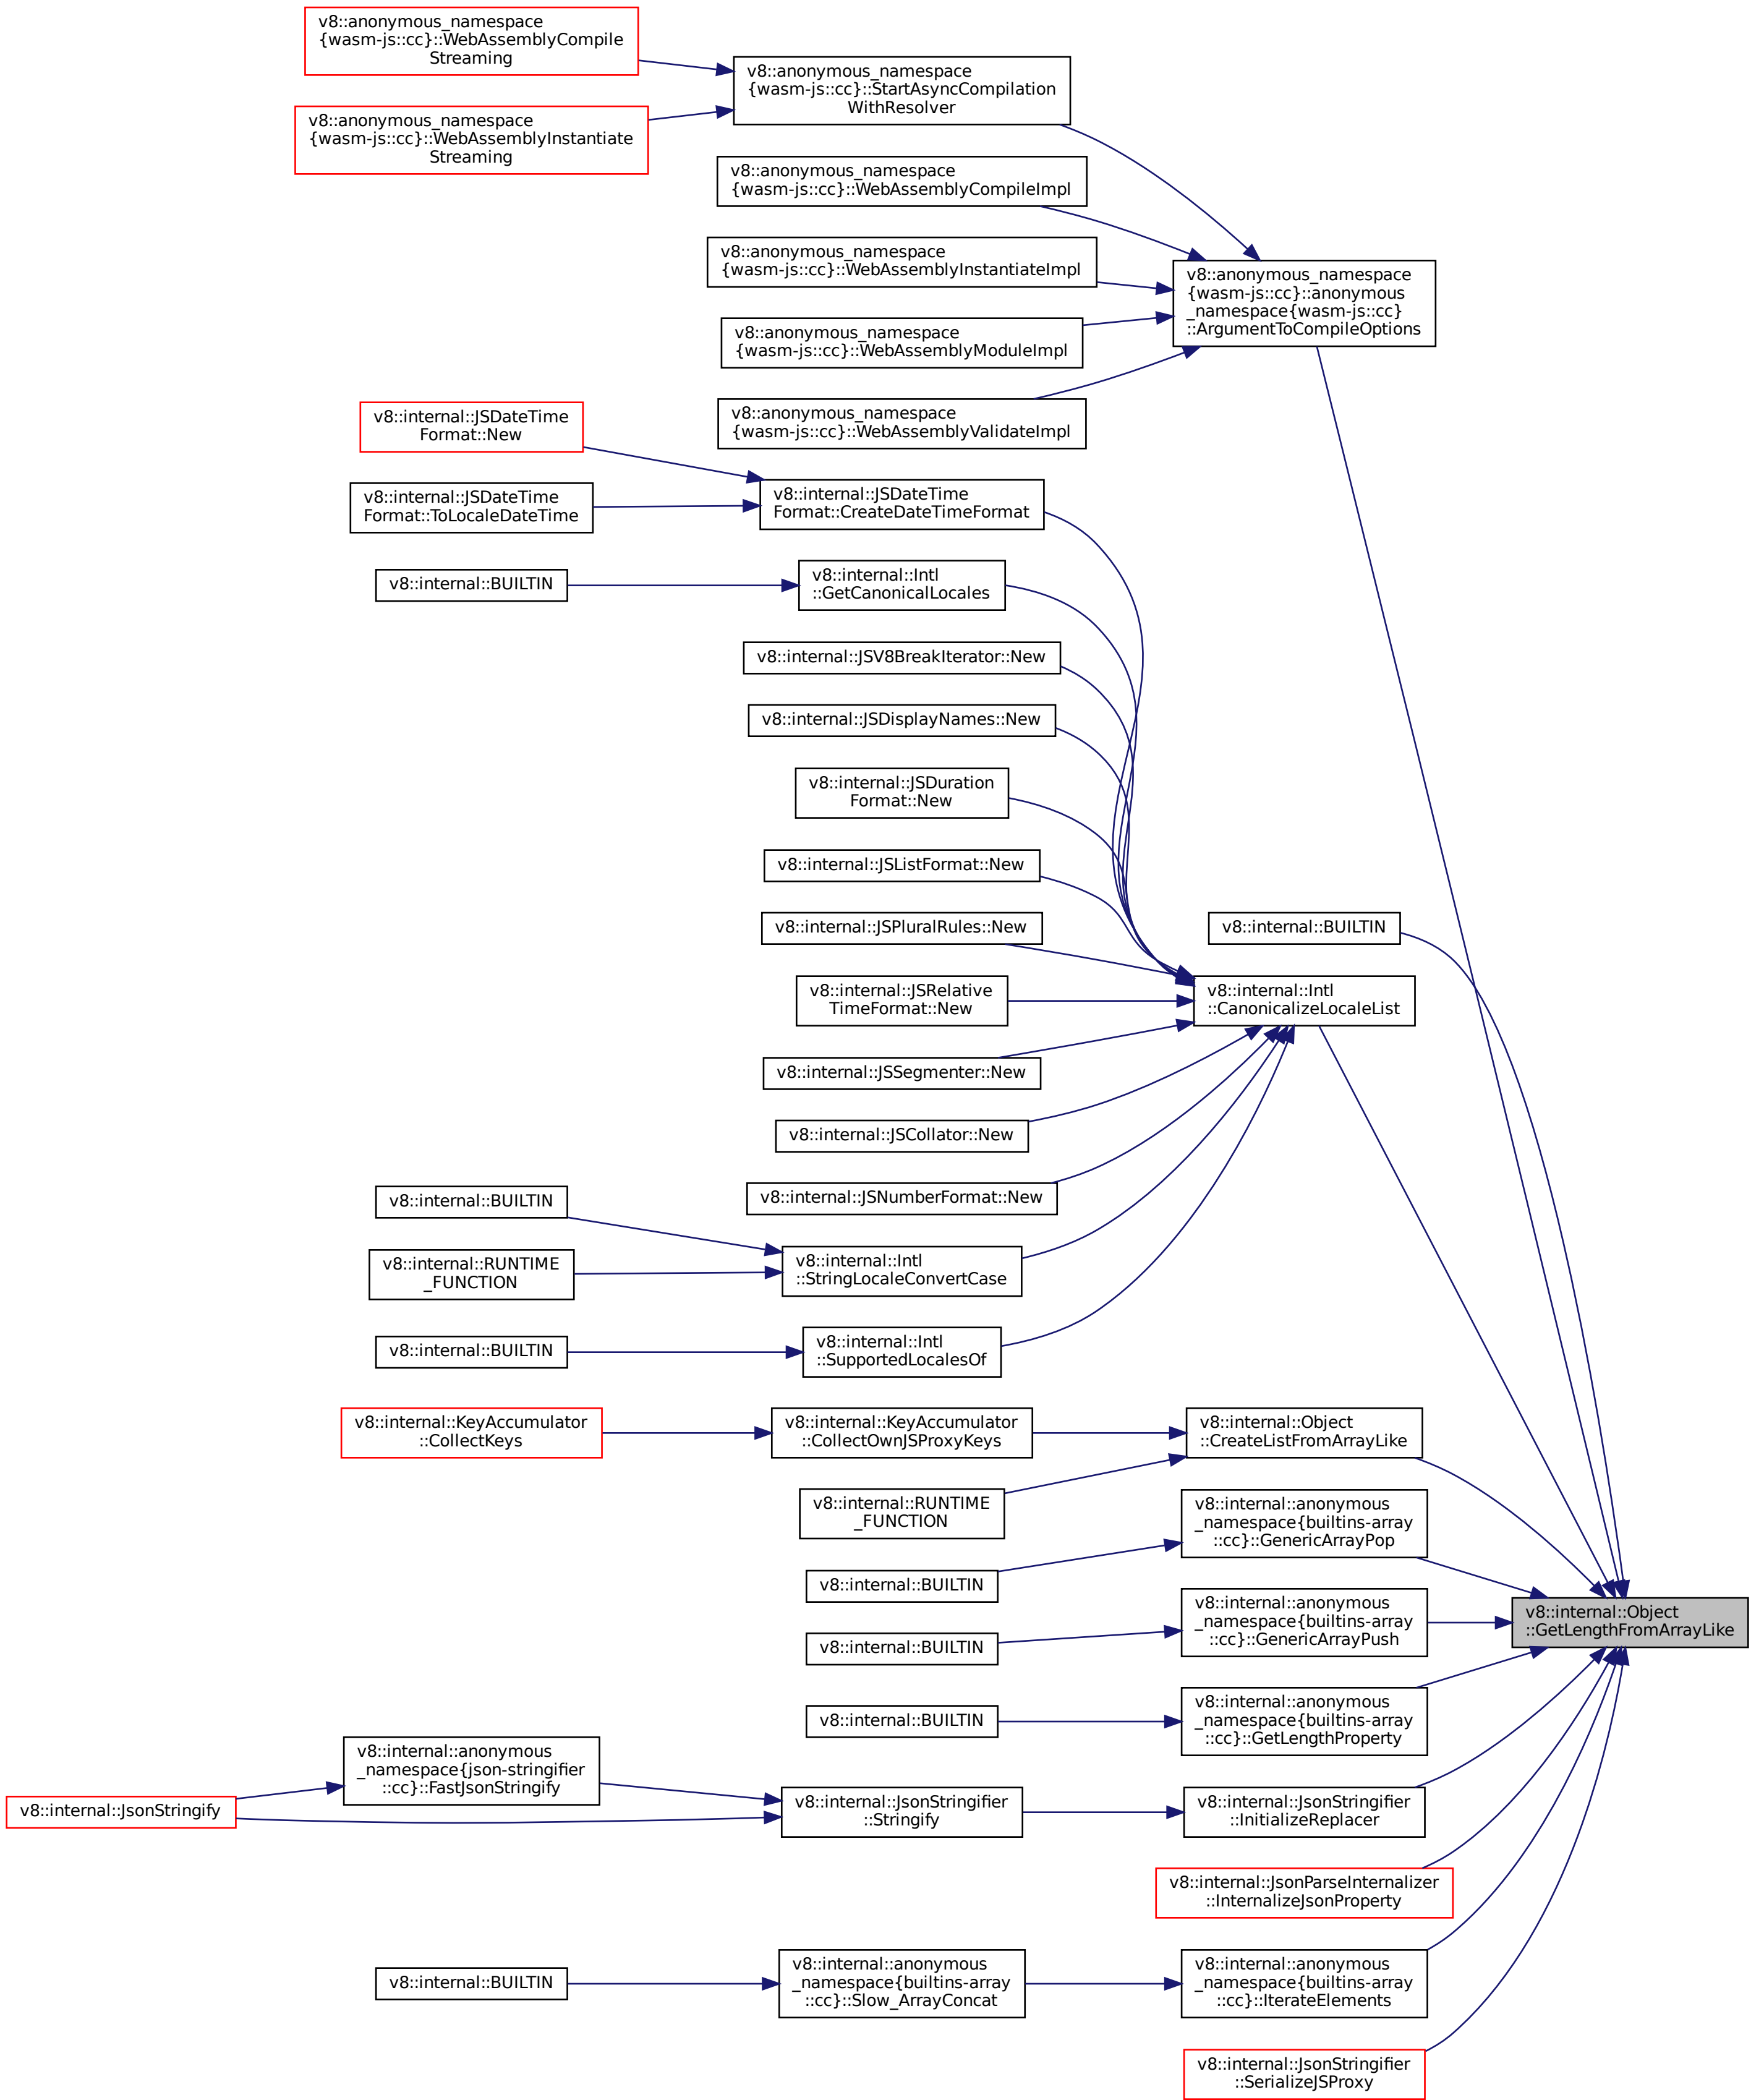 v8::anonymous_namespace
{wasm-js::cc}::WebAssemblyCompile
Streaming
v8::anonymous_namespace
{wasm-js::cc}::StartAsyncCompilation
WithResolver
v8::anonymous_namespace
{wasm-js::cc}::WebAssemblyInstantiate
Streaming
v8::anonymous_namespace
{wasm-js::cc}::WebAssemblyCompileImpl
v8::anonymous_namespace
{wasm-js::cc}::WebAssemblyInstantiateImpl
v8::anonymous_namespace
{wasm-js::cc}::anonymous
_namespace{wasm-js::cc}
::ArgumentToCompileOptions
v8::anonymous_namespace
{wasm-js::cc}::WebAssemblyModuleImpl
v8::anonymous_namespace
{wasm-js::cc}::WebAssemblyValidateImpl
v8::internal::JSDateTime
Format::New
v8::internal::JSDateTime
Format::ToLocaleDateTime
v8::internal::JSDateTime
Format::CreateDateTimeFormat
v8::internal::BUILTIN
v8::internal::Intl
::GetCanonicalLocales
v8::internal::JSV8BreakIterator::New
v8::internal::JSDisplayNames::New
v8::internal::JSDuration
Format::New
v8::internal::JSListFormat::New
v8::internal::JSPluralRules::New
v8::internal::BUILTIN
v8::internal::JSRelative
TimeFormat::New
v8::internal::Intl
::CanonicalizeLocaleList
v8::internal::JSSegmenter::New
v8::internal::JSCollator::New
v8::internal::JSNumberFormat::New
v8::internal::BUILTIN
v8::internal::RUNTIME
_FUNCTION
v8::internal::Intl
::StringLocaleConvertCase
v8::internal::BUILTIN
v8::internal::Intl
::SupportedLocalesOf
v8::internal::KeyAccumulator
::CollectKeys
v8::internal::KeyAccumulator
::CollectOwnJSProxyKeys
v8::internal::Object
::CreateListFromArrayLike
v8::internal::RUNTIME
_FUNCTION
v8::internal::anonymous
_namespace{builtins-array
::cc}::GenericArrayPop
v8::internal::BUILTIN
v8::internal::anonymous
_namespace{builtins-array
::cc}::GenericArrayPush
v8::internal::BUILTIN
v8::internal::Object
::GetLengthFromArrayLike
v8::internal::anonymous
_namespace{builtins-array
::cc}::GetLengthProperty
v8::internal::BUILTIN
v8::internal::anonymous
_namespace{json-stringifier
::cc}::FastJsonStringify
v8::internal::JsonStringify
v8::internal::JsonStringifier
::Stringify
v8::internal::JsonStringifier
::InitializeReplacer
v8::internal::JsonParseInternalizer
::InternalizeJsonProperty
v8::internal::BUILTIN
v8::internal::anonymous
_namespace{builtins-array
::cc}::Slow_ArrayConcat
v8::internal::anonymous
_namespace{builtins-array
::cc}::IterateElements
v8::internal::JsonStringifier
::SerializeJSProxy